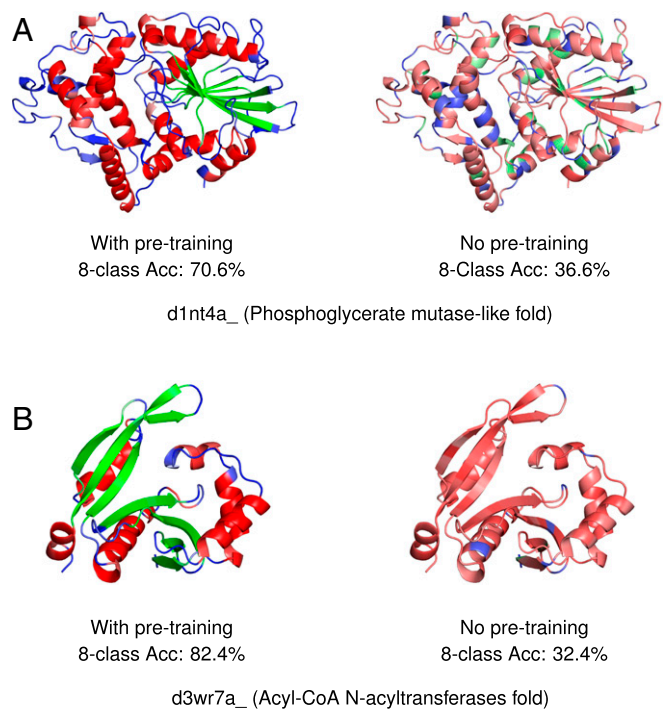 A
With pre-training
8-class Acc: 70.6%
No pre-training
8-Class Acc: 36.6%
d1nt4a_ (Phosphoglycerate mutase-like fold)
B
With pre-training
8-class Acc: 82.4%
No pre-training
8-class Acc: 32.4%
d3wr7a_ (Acyl-CoA N-acyltransferases fold)